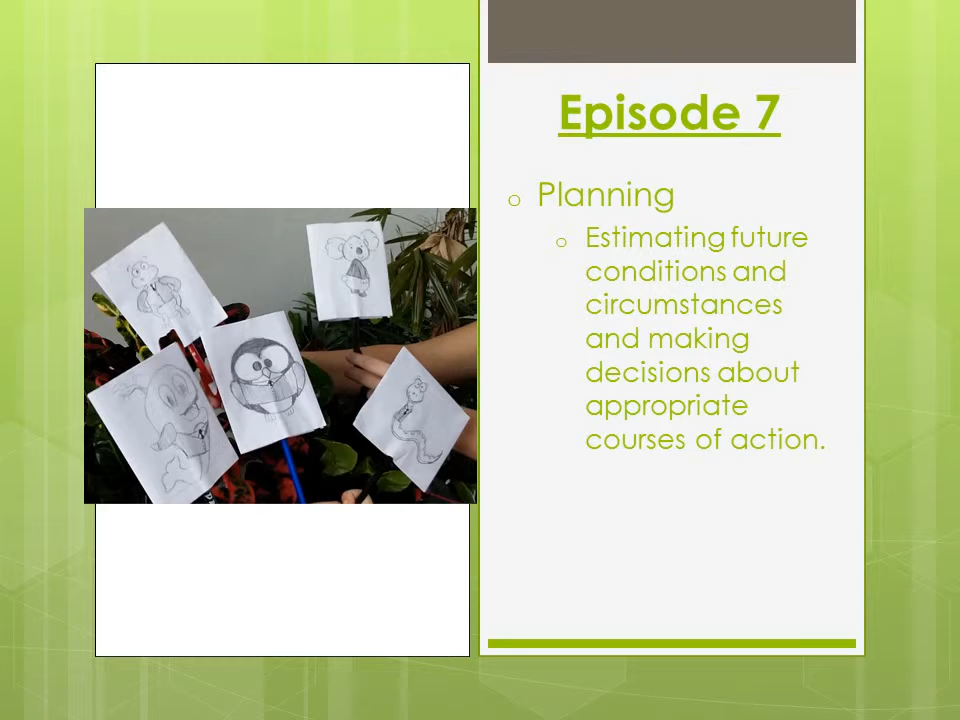 Episode 7
o Planning
o Estimating future
conditions and
circumstances
and making
decisions about
appropriate
courses of action.